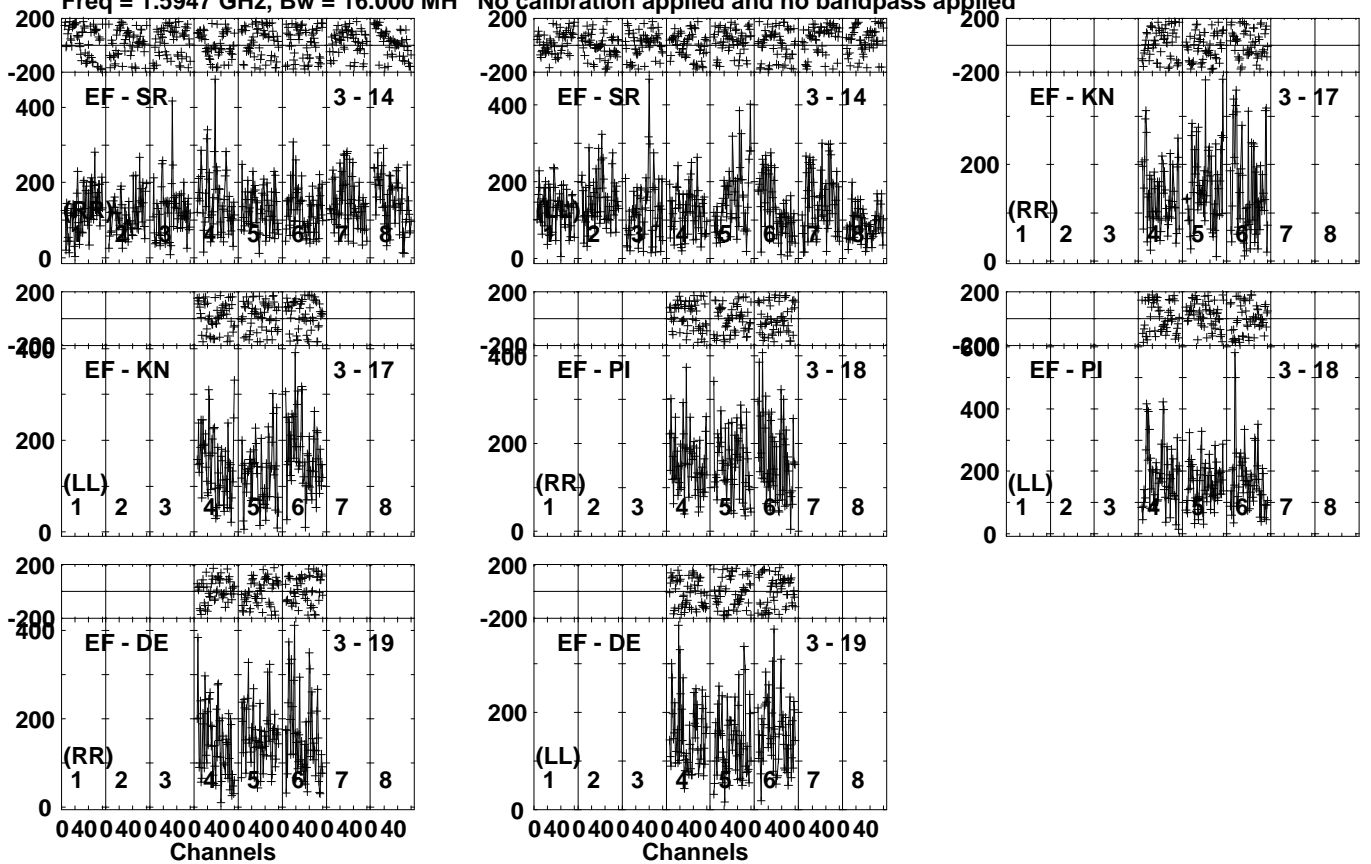 Freq = 1.5947 GHz, Bw = 16.000 MH No calibration applied and no bandpass applied
200 200 200
-200 -200 -200
EF - SR 3 - 14 EF - SR 3 - 14 EF - KN 3 - 17
400 400
200 200 200
(RR) (LL) (RR)
1 2 3 4 5 6 7 8 1 2 3 4 5 6 7 8 1 2 3 4 5 6 7 8
0 0 0
200 200 200
-200 -200 -200
400 400 600
EF - KN 3 - 17 EF - PI 3 - 18 EF - PI 3 - 18
400
200 200 200
(LL) (RR) (LL)
1 2 3 4 5 6 7 8 1 2 3 4 5 6 7 8 1 2 3 4 5 6 7 8
0 0 0
200 200
-200 -200
400
EF - DE 3 - 19 EF - DE 3 - 19
200 200
(RR) (LL)
1 2 3 4 5 6 7 8 1 2 3 4 5 6 7 8
0 0
0 40 0 40 0 40 0 40 0 40 0 40 0 40 0 40 0 40 0 40 0 40 0 40 0 40 0 40 0 40 0 40
Channels Channels